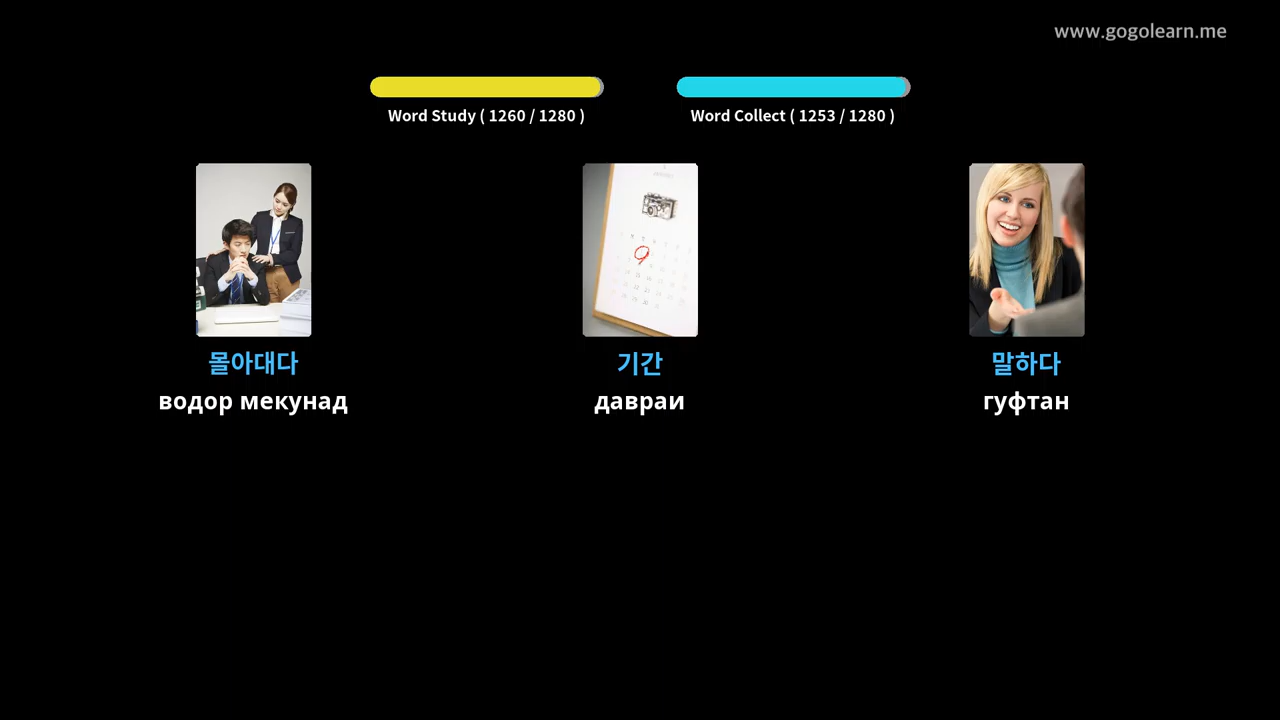 www.gogolearn.me
Word Study ( 1260 / 1280 )
Word Collect ( 1253 / 1280 )
몰아대다
기간
말하다
водор мекунад
давраи
гуфтан